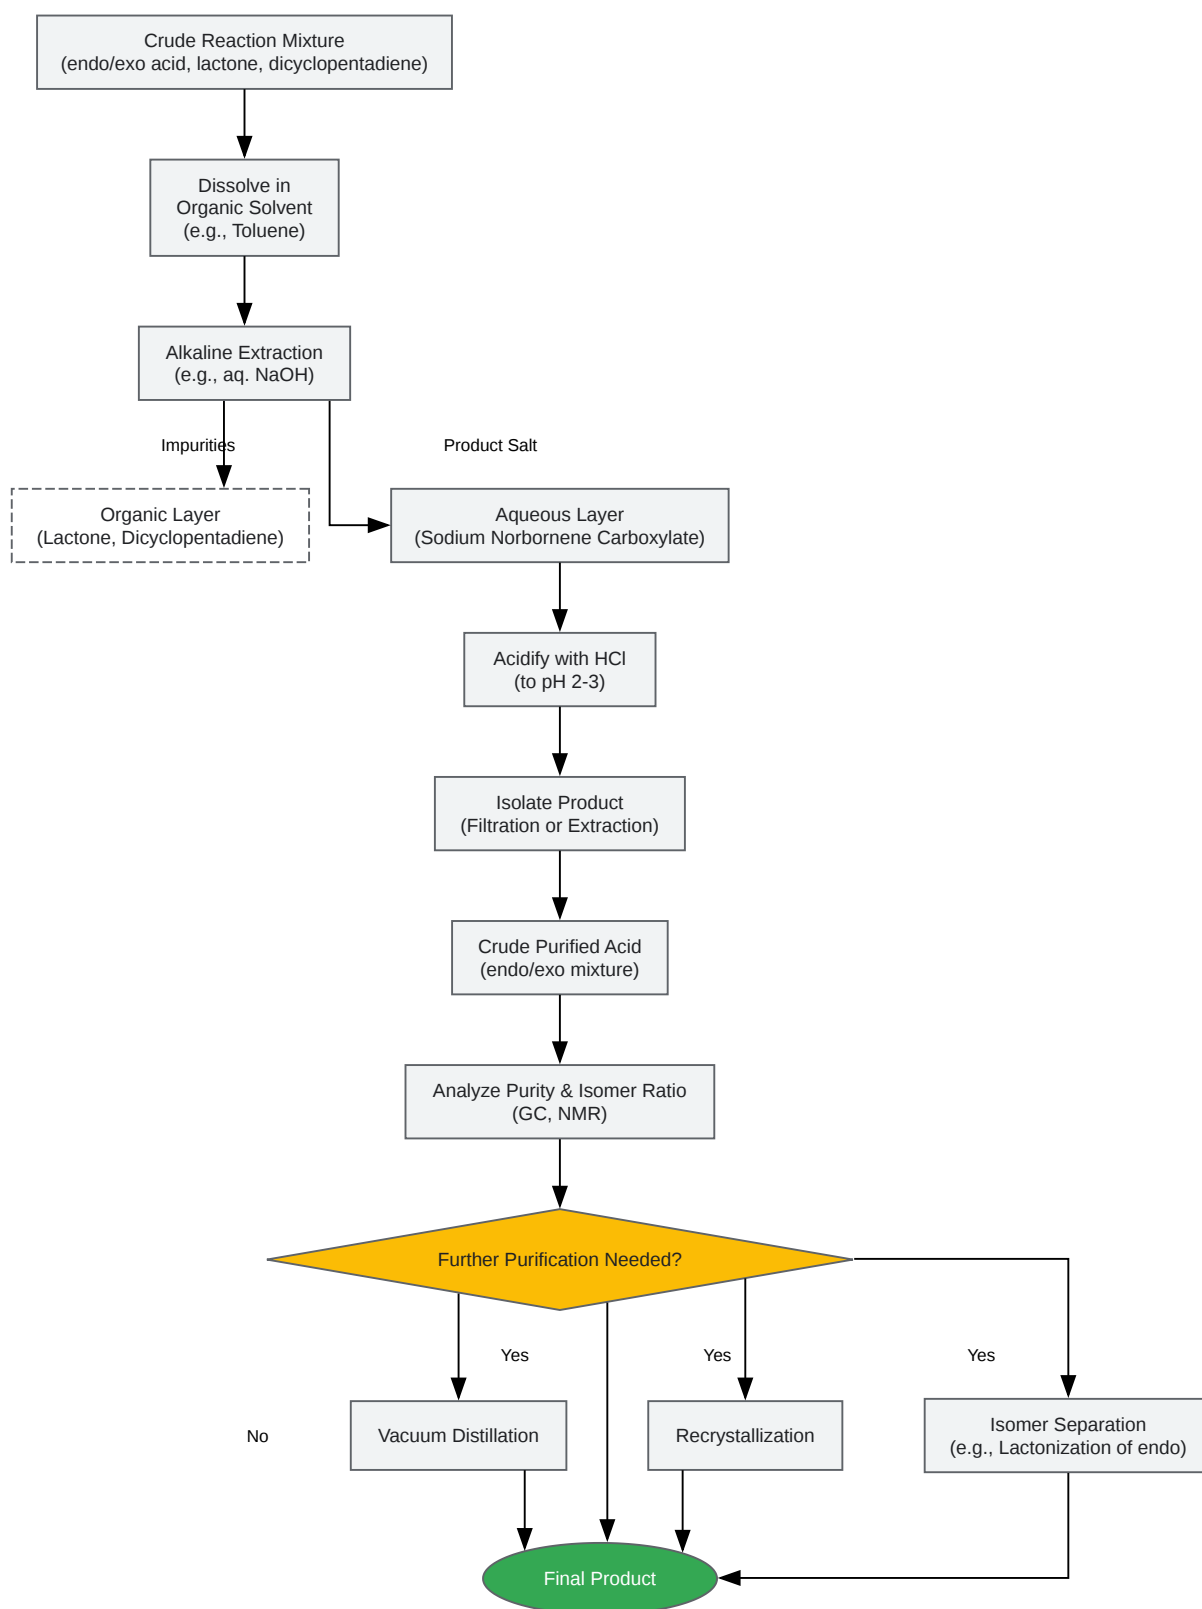 Crude Reaction Mixture
(endo/exo acid, lactone, dicyclopentadiene)
Dissolve in
Organic Solvent
(e.g., Toluene)
Alkaline Extraction
(e.g., aq. NaOH)
Impurities
Product Salt
Organic Layer
(Lactone, Dicyclopentadiene)
Aqueous Layer
(Sodium Norbornene Carboxylate)
Acidify with HCl
(to pH 2-3)
Isolate Product
(Filtration or Extraction)
Crude Purified Acid
(endo/exo mixture)
Analyze Purity & Isomer Ratio
(GC, NMR)
Further Purification Needed?
Yes
Yes
Yes
No
Vacuum Distillation
Recrystallization
Isomer Separation
(e.g., Lactonization of endo)
Final Product